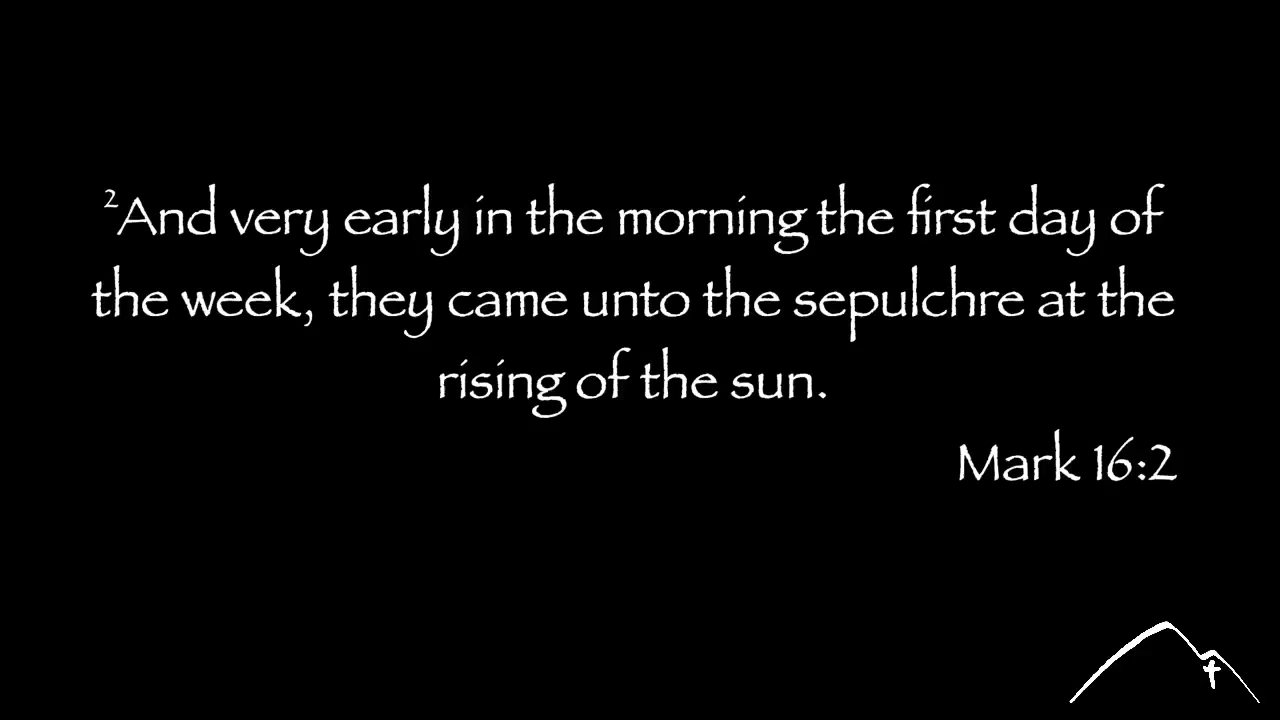 ²And very early in the morning the first day of
the week, they came unto the sepulchre at the
rising of the sun.
Mark 16:2